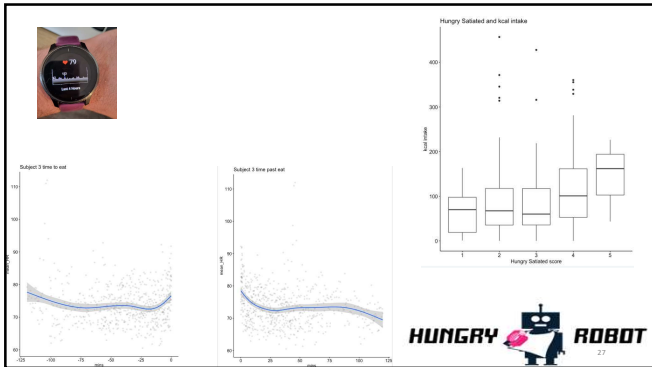 79
Last 4 hours
Hungry Satiated and kcal intake
kcal intake
400
300
200
100
0
1 2 3 4 5
Hungry Satiated score
Subject 3 time to eat
mean_HR
110
100
90
80
70
60
-125 -100 -75 -50 -25 0
mins
Subject 3 time past eat
mean_HR
110
100
90
80
70
60
0 25 50 75 100 125
mins
HUNGRY ROBOT
27